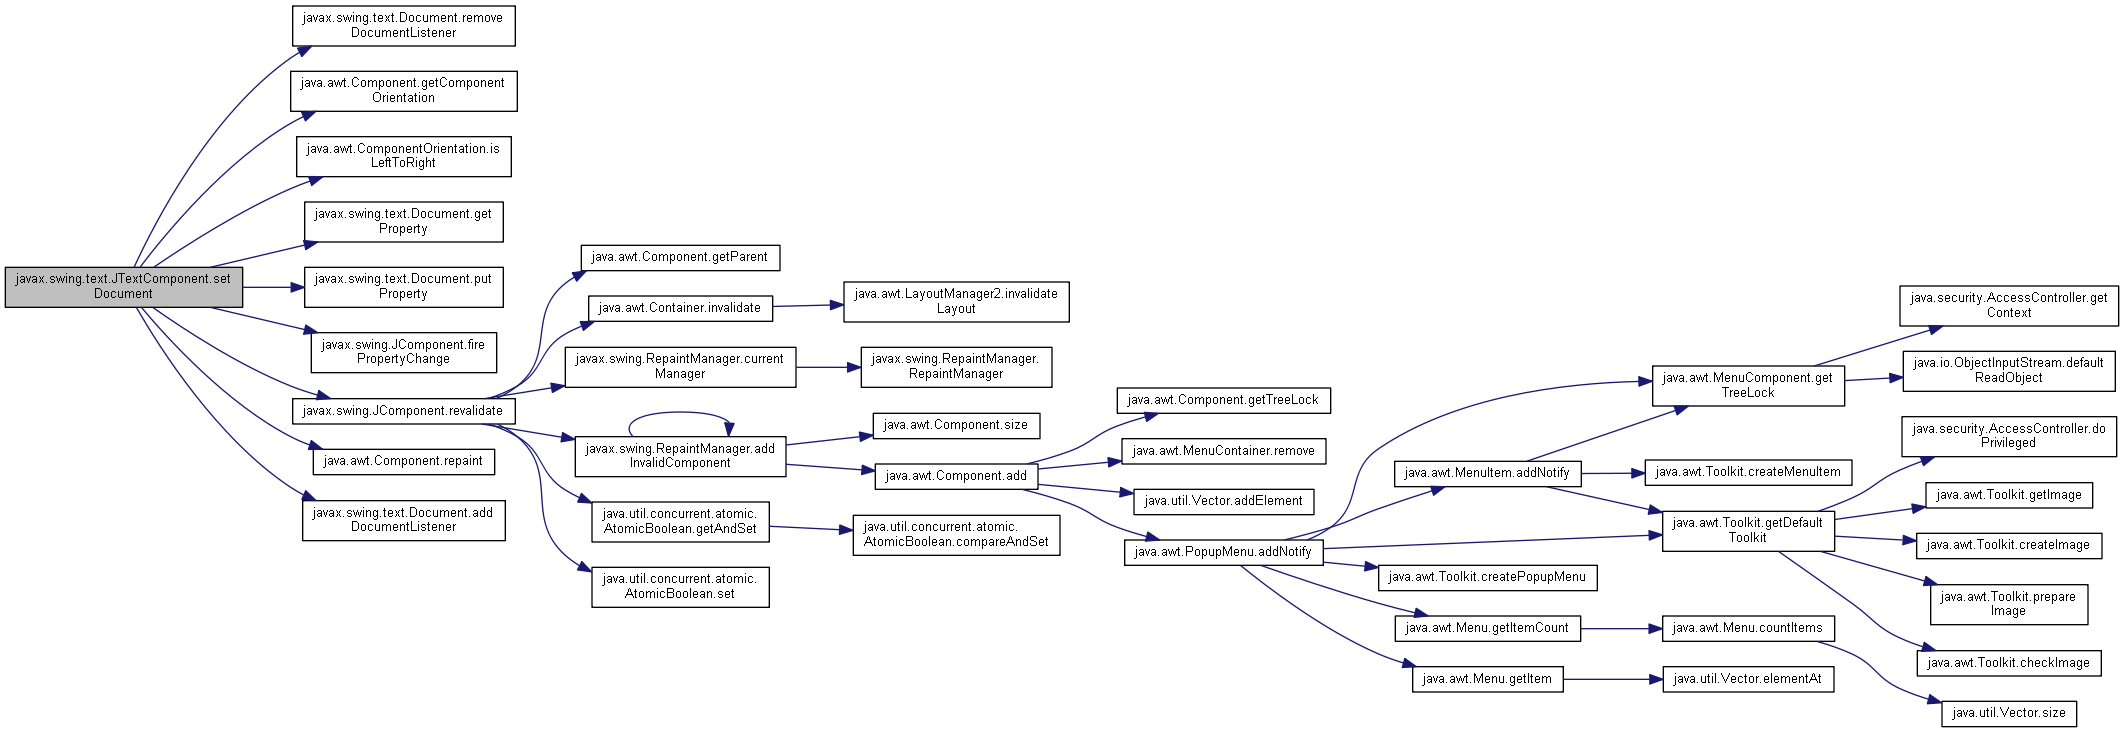 javax.swing.text.JTextComponent.set
Document
javax.swing.text.Document.remove
DocumentListener
java.awt.Component.getComponent
Orientation
java.awt.ComponentOrientation.is
LeftToRight
javax.swing.text.Document.get
Property
javax.swing.text.Document.put
Property
javax.swing.JComponent.fire
PropertyChange
javax.swing.JComponent.revalidate
java.awt.Component.repaint
javax.swing.text.Document.add
DocumentListener
java.awt.Component.getParent
java.awt.Container.invalidate
javax.swing.RepaintManager.current
Manager
javax.swing.RepaintManager.add
InvalidComponent
java.util.concurrent.atomic.
AtomicBoolean.getAndSet
java.util.concurrent.atomic.
AtomicBoolean.set
java.awt.LayoutManager2.invalidate
Layout
javax.swing.RepaintManager.
RepaintManager
java.awt.Component.size
java.awt.Component.add
java.util.concurrent.atomic.
AtomicBoolean.compareAndSet
java.awt.Component.getTreeLock
java.awt.MenuContainer.remove
java.util.Vector.addElement
java.awt.PopupMenu.addNotify
java.awt.MenuItem.addNotify
java.awt.Toolkit.createPopupMenu
java.awt.Menu.getItemCount
java.awt.Menu.getItem
java.awt.MenuComponent.get
TreeLock
java.awt.Toolkit.createMenuItem
java.awt.Toolkit.getDefault
Toolkit
java.awt.Menu.countItems
java.util.Vector.elementAt
java.security.AccessController.get
Context
java.io.ObjectInputStream.default
ReadObject
java.security.AccessController.do
Privileged
java.awt.Toolkit.getImage
java.awt.Toolkit.createImage
java.awt.Toolkit.prepare
Image
java.awt.Toolkit.checkImage
java.util.Vector.size